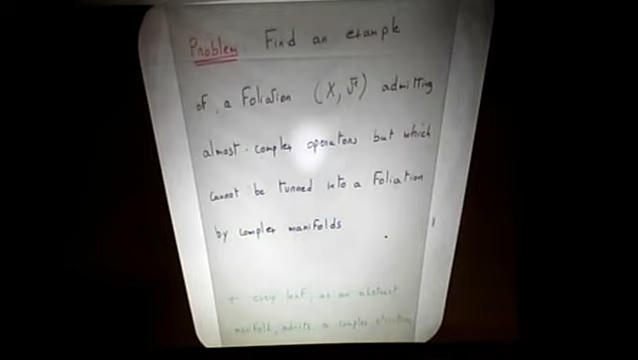 Problem. Find an example
of a Foliation (X, F) admitting
almost-complex operators but which
cannot be turned into a Foliation
by complex manifolds
+ every leaf, as an abstract
manifold, admits a complex structure